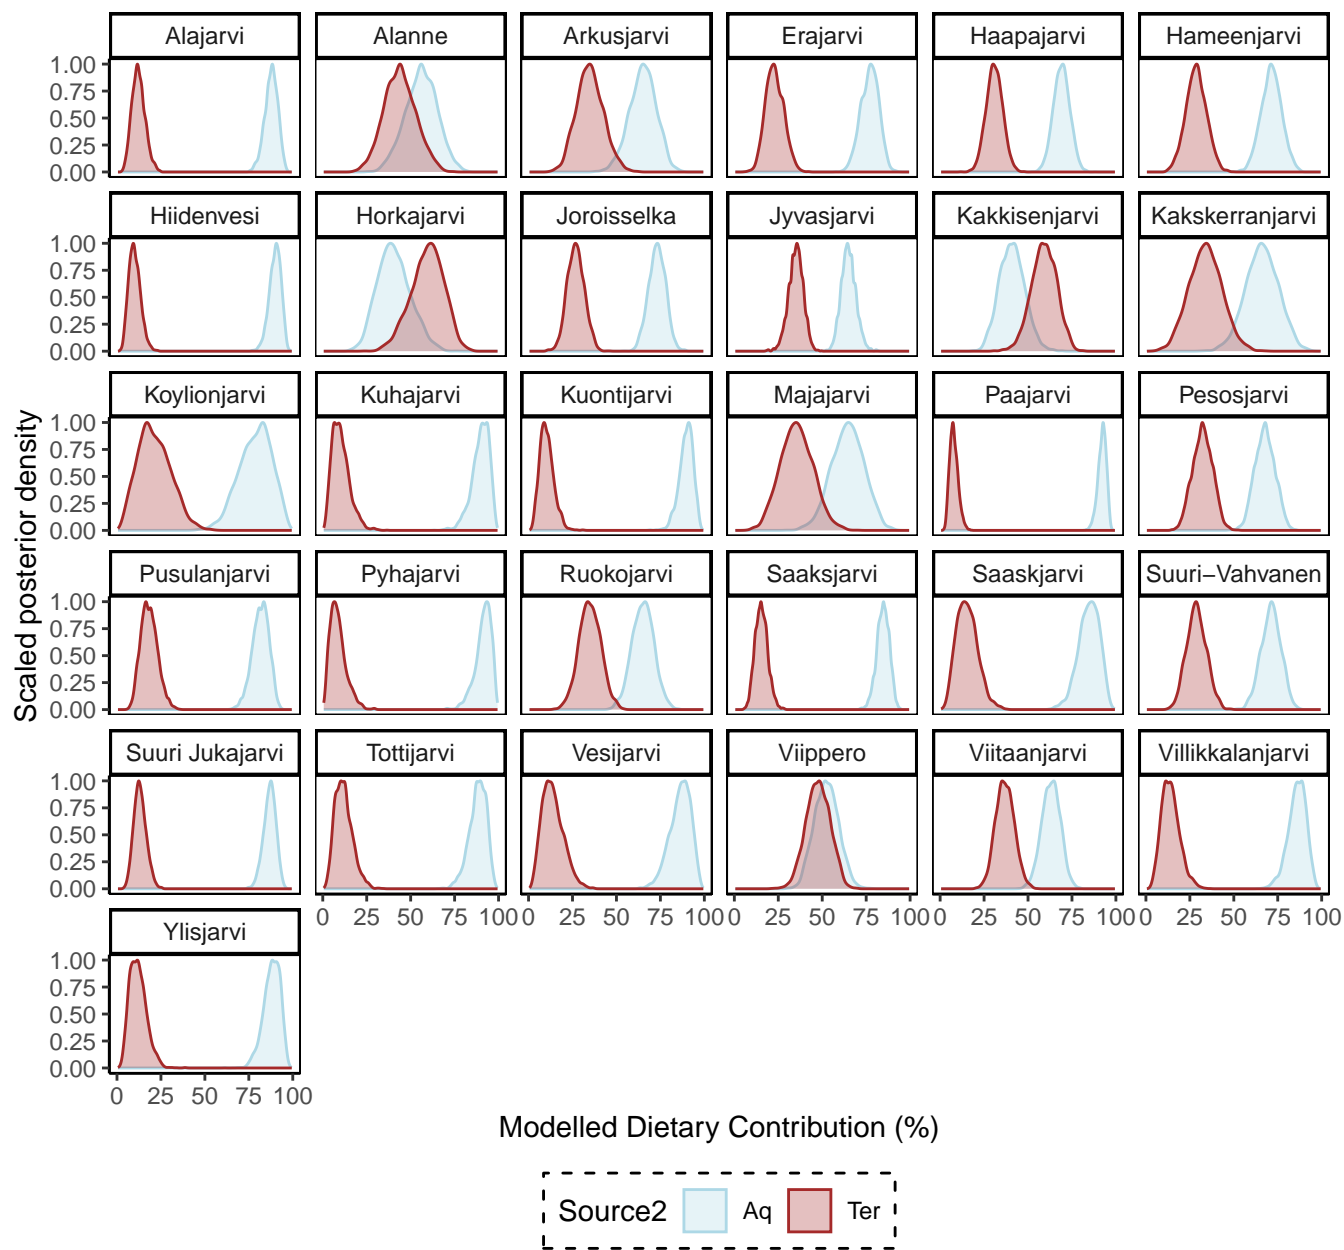 Alajarvi Alanne Arkusjarvi Erajarvi Haapajarvi Hameenjarvi
1.00
0.75
0.50
0.25
0.00
Hiidenvesi Horkajarvi Joroisselka Jyvasjarvi Kakkisenjarvi Kakskerranjarvi
1.00
0.75
0.50
0.25
0.00
Koylionjarvi Kuhajarvi Kuontijarvi Majajarvi Paajarvi Pesosjarvi
1.00
0.75
0.50
0.25
0.00
Scaled posterior density
Pusulanjarvi Pyhajarvi Ruokojarvi Saaksjarvi Saaskjarvi Suuri−Vahvanen
1.00
0.75
0.50
0.25
0.00
Suuri Jukajarvi Tottijarvi Vesijarvi Viippero Viitaanjarvi Villikkalanjarvi
1.00
0.75
0.50
0.25
0.00
0 25 50 75 100 0 25 50 75 100 0 25 50 75 100 0 25 50 75 100 0 25 50 75 100
Ylisjarvi
1.00
0.75
0.50
0.25
0.00
0 25 50 75 100
Modelled Dietary Contribution (%)
Source2 Aq Ter